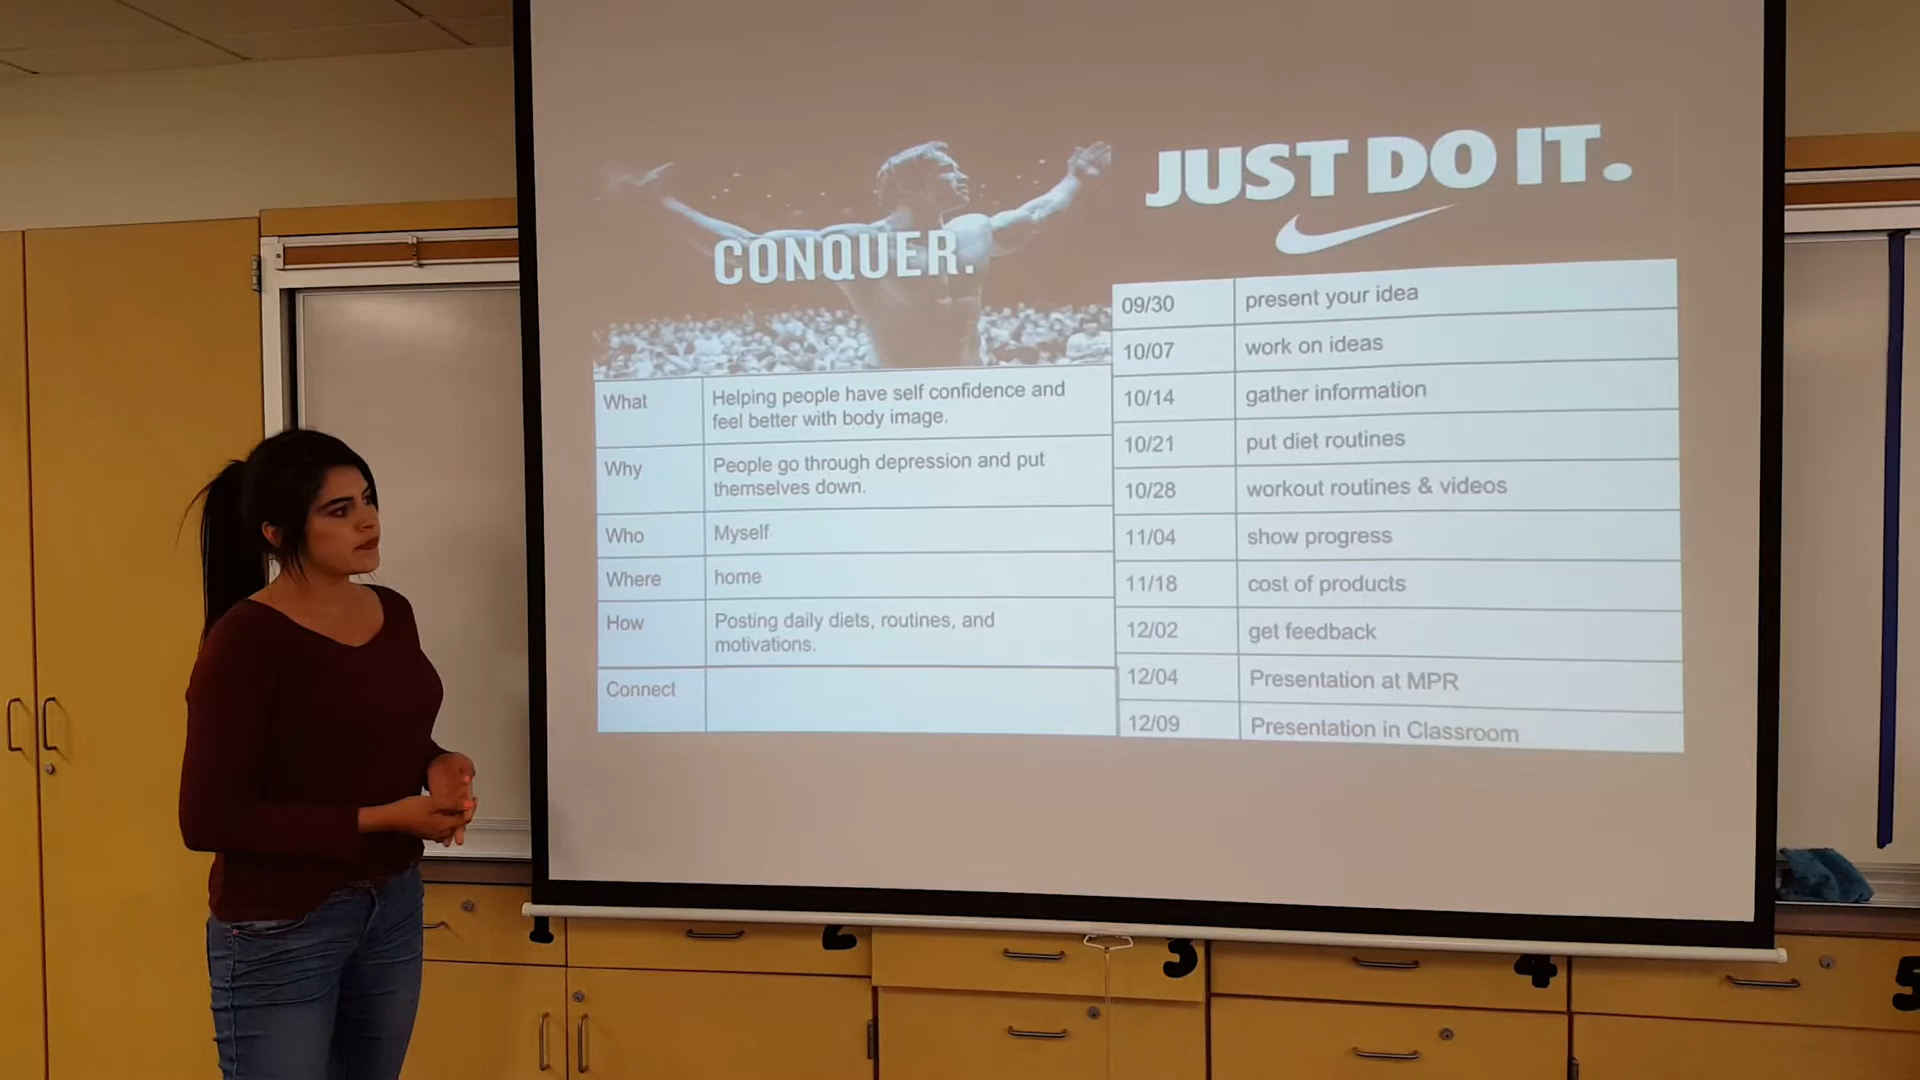 CONQUER.
JUST DO IT.
What
Helping people have self confidence and
feel better with body image.
Why
People go through depression and put
themselves down.
Who Myself
Where home
How
Posting daily diets, routines, and
motivations.
Connect
09/30 present your idea
10/07 work on ideas
10/14 gather information
10/21 put diet routines
10/28 workout routines & videos
11/04 show progress
11/18 cost of products
12/02 get feedback
12/04 Presentation at MPR
12/09 Presentation in Classroom
1 2 3 4 5